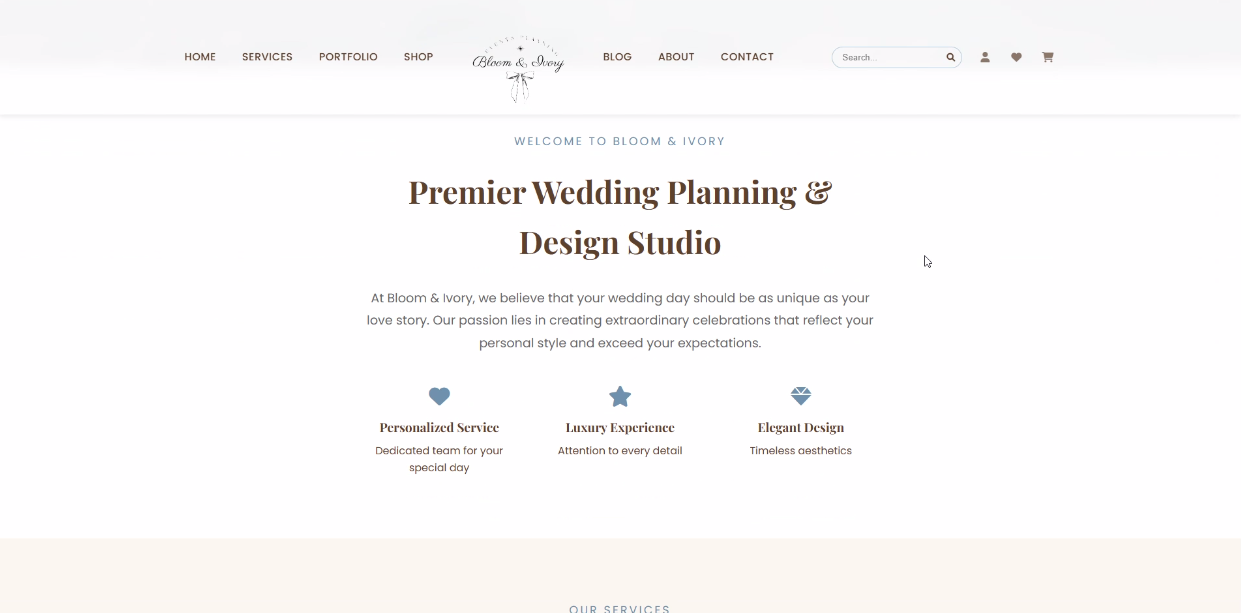 HOME SERVICES PORTFOLIO SHOP
EVENTS PLANNING
Bloom & Ivory
BLOG ABOUT CONTACT
Search...
WELCOME TO BLOOM & IVORY
Premier Wedding Planning &
Design Studio
At Bloom & Ivory, we believe that your wedding day should be as unique as your
love story. Our passion lies in creating extraordinary celebrations that reflect your
personal style and exceed your expectations.
Personalized Service
Dedicated team for your
special day
Luxury Experience
Attention to every detail
Elegant Design
Timeless aesthetics
OUR SERVICES